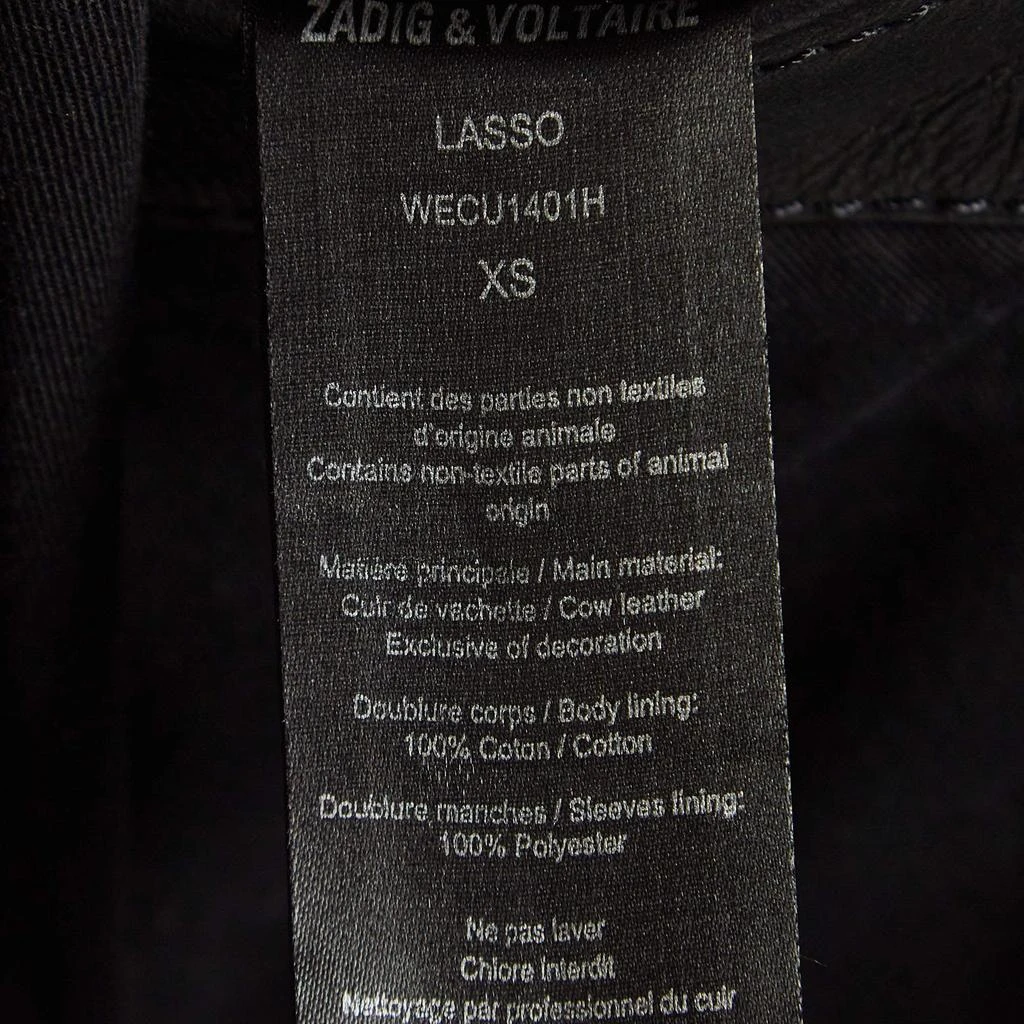 ZADIG & VOLTAIRE
LASSO
WECU1401H
XS
Contient des parties non textiles
d'origine animale
Contains non-textile parts of animal
origin
Matière principale / Main material:
Cuir de vachette / Cow leather
Exclusive of decoration
Doublure corps / Body lining:
100% Coton / Cotton
Doublure manches / Sleeves lining:
100% Polyester
Ne pas laver
Chlore interdit
Nettoyage par professionnel du cuir